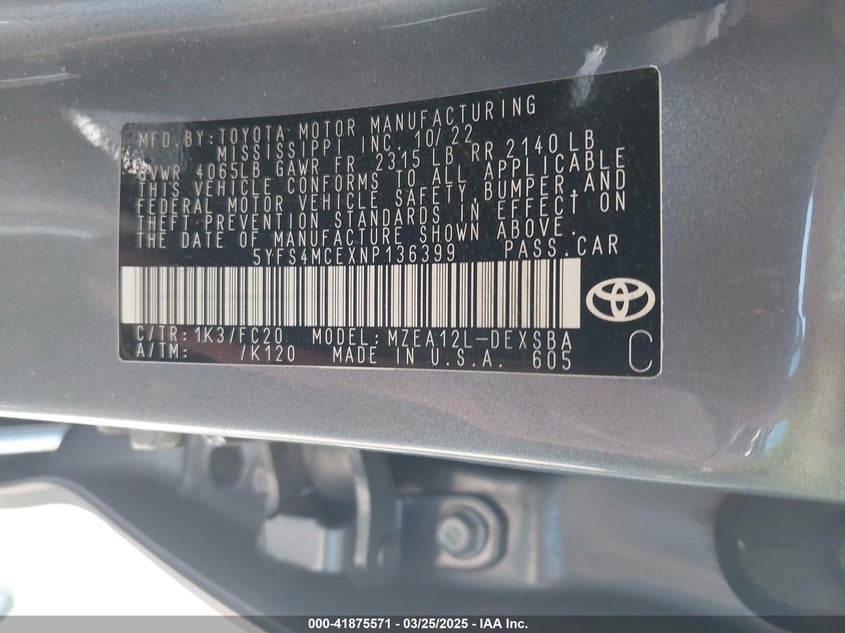 MFD. BY: TOYOTA MOTOR MANUFACTURING
MISSISSIPPI INC. 10/22
GVWR 4065LB GAWR FR 2315 LB RR 2140 LB
THIS VEHICLE CONFORMS TO ALL APPLICABLE
FEDERAL MOTOR VEHICLE SAFETY, BUMPER, AND
THEFT PREVENTION STANDARDS IN EFFECT ON
THE DATE OF MANUFACTURE SHOWN ABOVE.
5YFS4MCEXNP136399 PASS.CAR
C/TR: 1K3/FC20 MODEL: MZEA12L-DEXSBA
A/TM: /K120 MADE IN U.S.A. 605
C
000-41875571 - 03/25/2025 - IAA Inc.